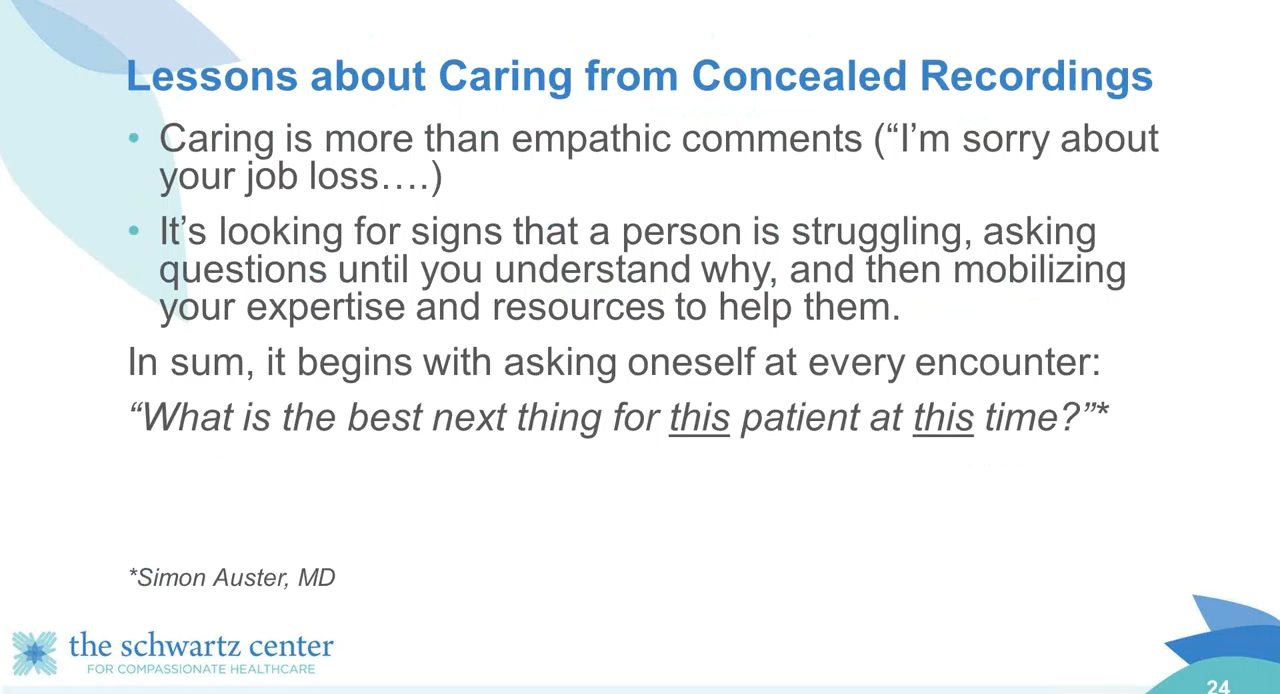 Lessons about Caring from Concealed Recordings
• Caring is more than empathic comments (“I’m sorry about
your job loss….)
• It’s looking for signs that a person is struggling, asking
questions until you understand why, and then mobilizing
your expertise and resources to help them.
In sum, it begins with asking oneself at every encounter:
“What is the best next thing for this patient at this time?”*
*Simon Auster, MD
the schwartz center
FOR COMPASSIONATE HEALTHCARE
24